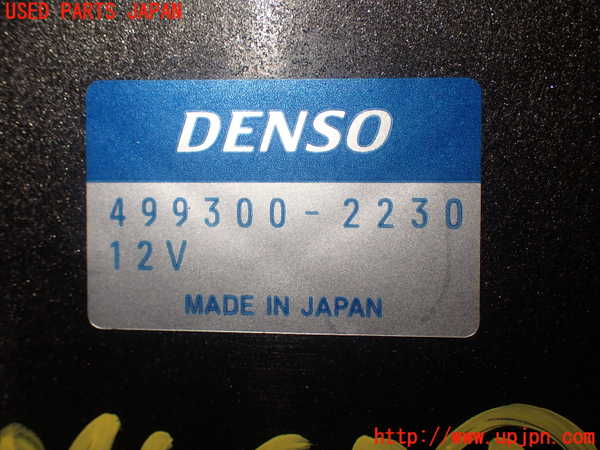 USED PARTS JAPAN
DENSO
499300-2230
12V
MADE IN JAPAN
http://www.upjpn.com/